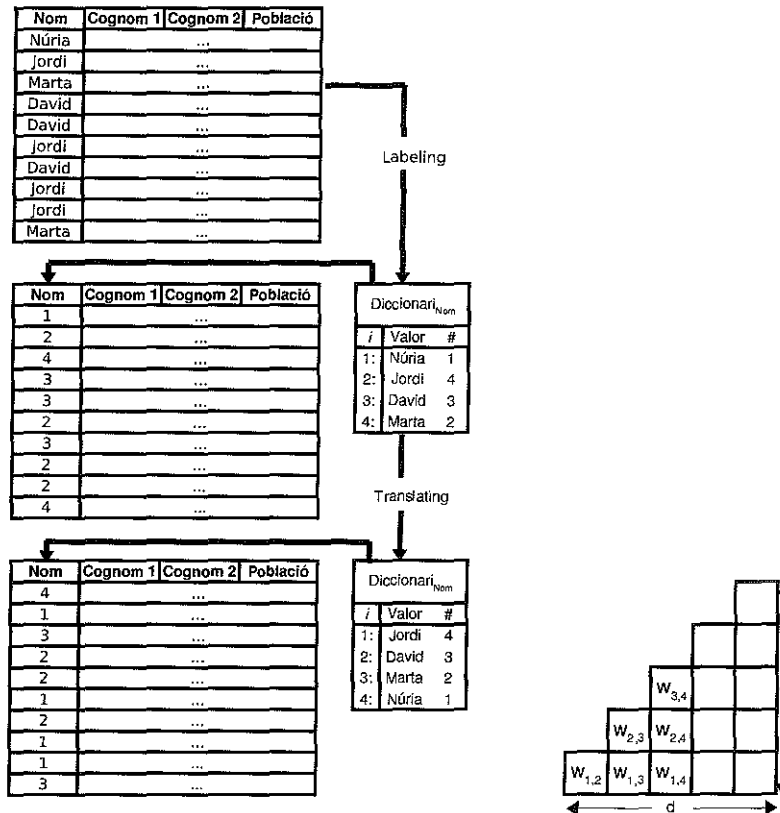 Nom Cognom 1 Cognom 2 Població
Núria ...
Jordi ...
Marta ...
David ...
David ...
Jordi ...
David ...
Jordi ...
Jordi ...
Marta ...
Labeling
Nom Cognom 1 Cognom 2 Població
1 ...
2 ...
4 ...
3 ...
3 ...
2 ...
3 ...
2 ...
2 ...
4 ...
Diccionari Nom
i Valor #
1: Núria 1
2: Jordi 4
3: David 3
4: Marta 2
Translating
Nom Cognom 1 Cognom 2 Població
4 ...
1 ...
3 ...
2 ...
2 ...
1 ...
2 ...
1 ...
1 ...
3 ...
Diccionari Nom
i Valor #
1: Jordi 4
2: David 3
3: Marta 2
4: Núria 1
W3,4
W2,3 W2,4
W1,2 W1,3 W1,4
d